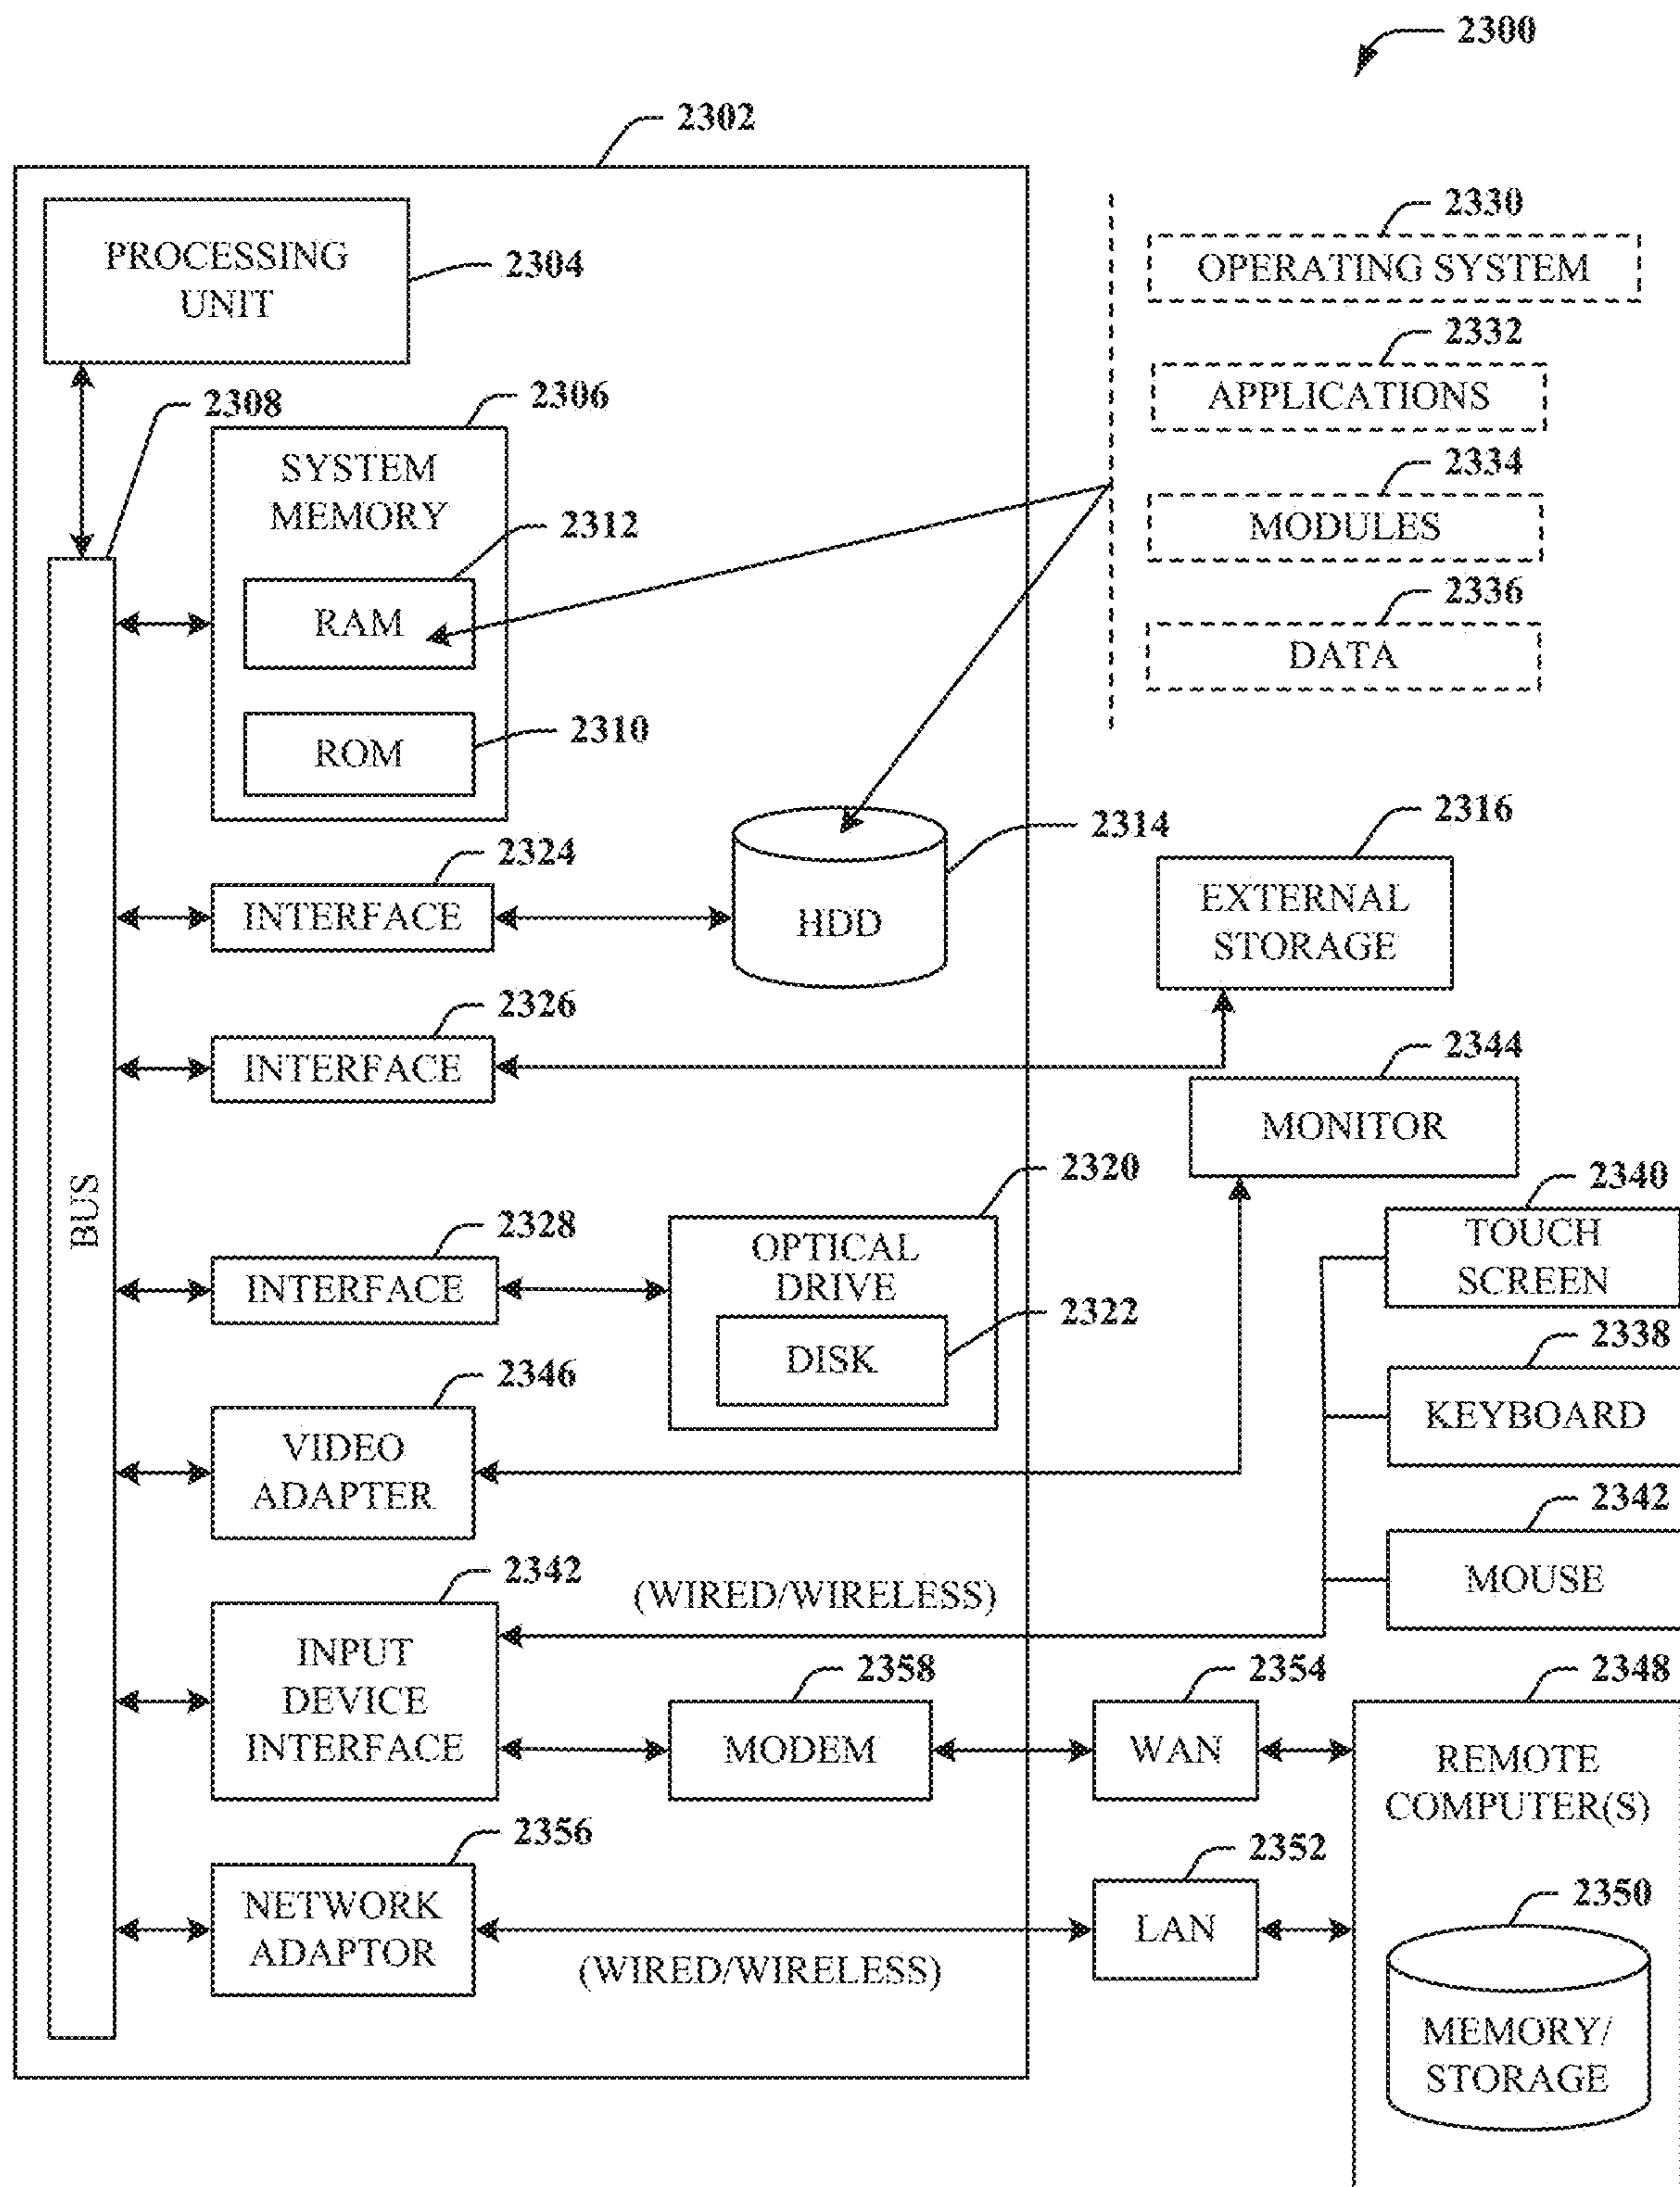 2300
2302
PROCESSING
UNIT
2304
2330
OPERATING SYSTEM
2332
APPLICATIONS
2334
MODULES
2336
DATA
2308
2306
SYSTEM
MEMORY
2312
RAM
2310
ROM
2324
INTERFACE
2314
HDD
2316
EXTERNAL
STORAGE
2326
INTERFACE
2344
MONITOR
BUS
2320
OPTICAL
DRIVE
2322
DISK
2328
INTERFACE
2340
TOUCH
SCREEN
2338
KEYBOARD
2346
VIDEO
ADAPTER
2342
MOUSE
2342
INPUT
DEVICE
INTERFACE
(WIRED/WIRELESS)
2358
MODEM
2354
WAN
2348
REMOTE
COMPUTER(S)
2356
NETWORK
ADAPTOR
(WIRED/WIRELESS)
2352
LAN
2350
MEMORY/
STORAGE